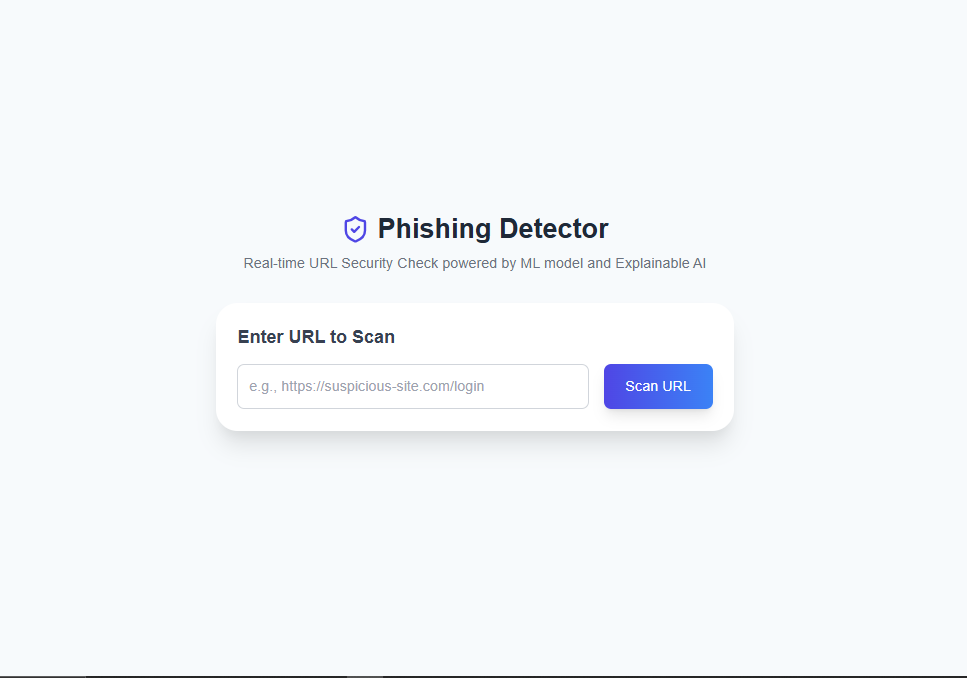 Phishing Detector
Real-time URL Security Check powered by ML model and Explainable AI
Enter URL to Scan
e.g., https://suspicious-site.com/login
Scan URL